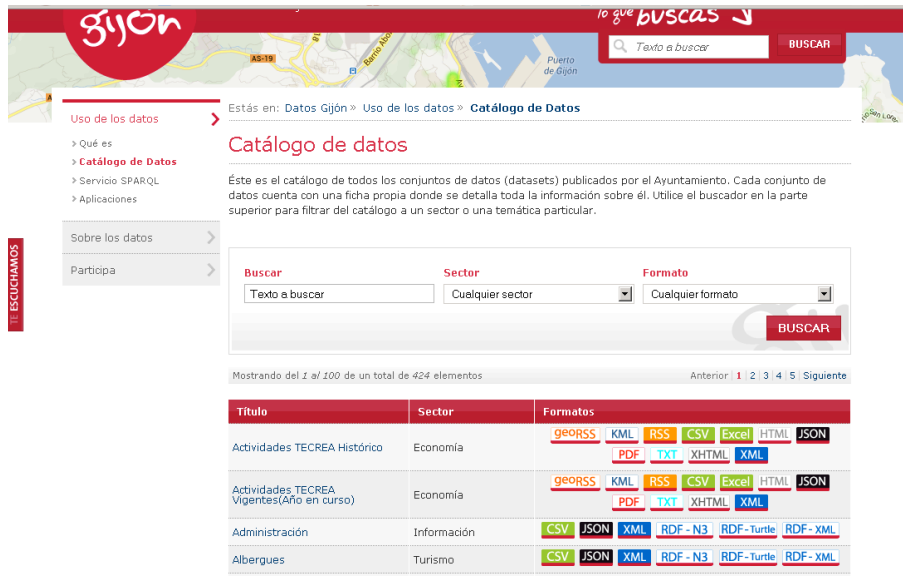 lo que buscas
gijón
AS-19
Puerto
de Gijón
Texto a buscar
BUSCAR
Estás en: Datos Gijón » Uso de los datos » Catálogo de Datos
Uso de los datos
> Qué es
> Catálogo de Datos
> Servicio SPARQL
> Aplicaciones
Sobre los datos
Participa
TE ESCUCHAMOS
Catálogo de datos
Éste es el catálogo de todos los conjuntos de datos (datasets) publicados por el Ayuntamiento. Cada conjunto de
datos cuenta con una ficha propia donde se detalla toda la información sobre él. Utilice el buscador en la parte
superior para filtrar del catálogo a un sector o una temática particular.
Buscar Sector Formato
Texto a buscar Cualquier sector Cualquier formato
BUSCAR
Mostrando del 1 al 100 de un total de 424 elementos Anterior | 1 | 2 | 3 | 4 | 5 | Siguiente
Título Sector Formatos
Actividades TECREA Histórico Economía geoRSS KML RSS CSV Excel HTML JSON
PDF TXT XHTML XML
Actividades TECREA
Vigentes(Año en curso) Economía geoRSS KML RSS CSV Excel HTML JSON
PDF TXT XHTML XML
Administración Información CSV JSON XML RDF - N3 RDF - Turtle RDF - XML
Albergues Turismo CSV JSON XML RDF - N3 RDF - Turtle RDF - XML